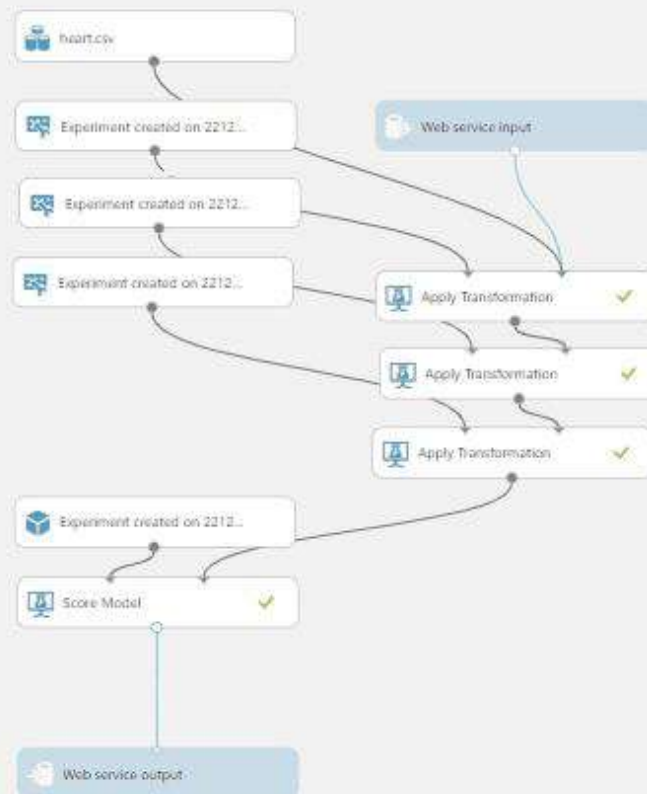 heart.csv
Experiment created on 2212...
Web service input
Experiment created on 2212...
Experiment created on 2212...
Apply Transformation
Apply Transformation
Apply Transformation
Experiment created on 2212...
Score Model
Web service output